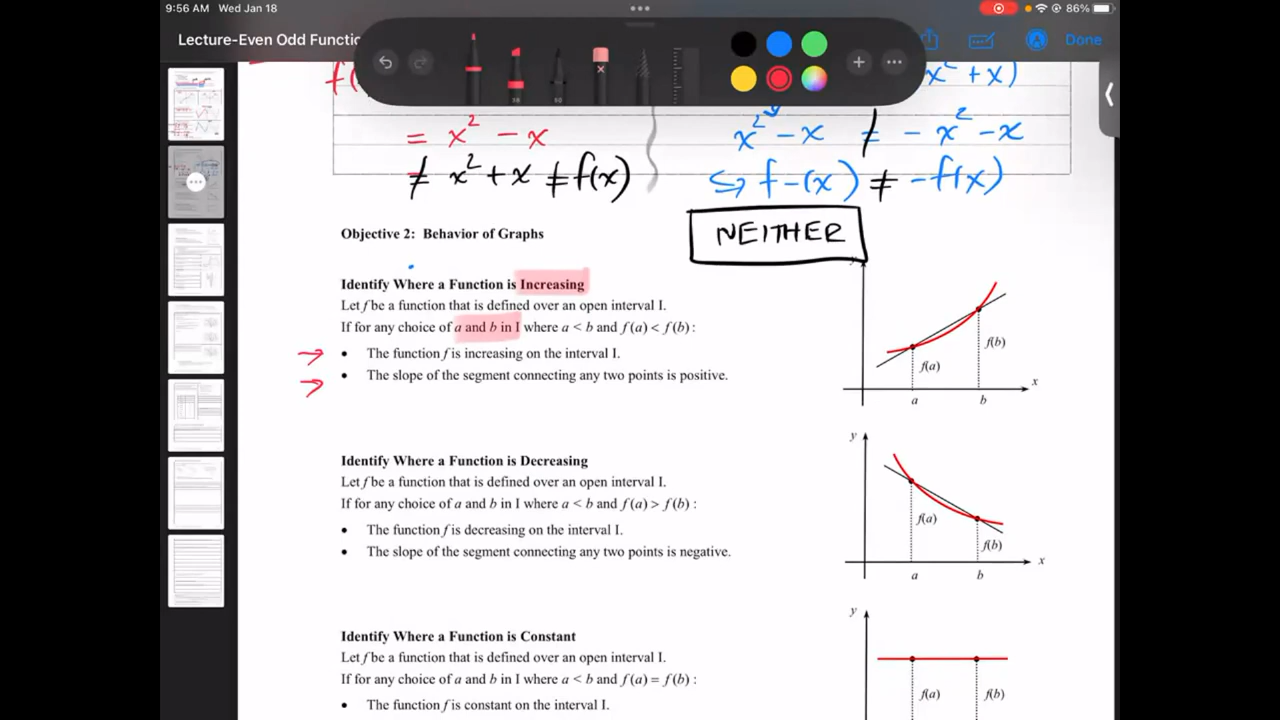 9:56 AM Wed Jan 18
86%
Lecture-Even Odd Functio
Done
f(
x² + x)
= x² - x
x² - x ≠ - x² - x
≠ x² + x ≠ f(x)
↪ f-(x) ≠ -f(x)
NEITHER
Objective 2: Behavior of Graphs
Identify Where a Function is Increasing
Let f be a function that is defined over an open interval I.
If for any choice of a and b in I where a < b and f(a) < f(b) :
→ • The function f is increasing on the interval I.
→ • The slope of the segment connecting any two points is positive.
y
f(a)
f(b)
x
a
b
Identify Where a Function is Decreasing
Let f be a function that is defined over an open interval I.
If for any choice of a and b in I where a < b and f(a) > f(b) :
• The function f is decreasing on the interval I.
• The slope of the segment connecting any two points is negative.
y
f(a)
f(b)
x
a
b
Identify Where a Function is Constant
Let f be a function that is defined over an open interval I.
If for any choice of a and b in I where a < b and f(a) = f(b) :
• The function f is constant on the interval I.
y
f(a)
f(b)